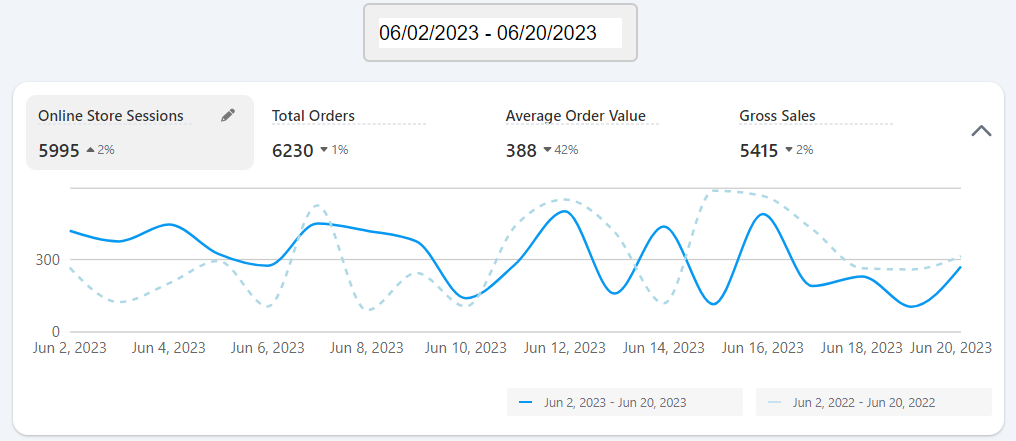 06/02/2023 - 06/20/2023
Online Store Sessions
5995 2%
Total Orders
6230 1%
Average Order Value
388 42%
Gross Sales
5415 2%
300
0
Jun 2, 2023 Jun 4, 2023 Jun 6, 2023 Jun 8, 2023 Jun 10, 2023 Jun 12, 2023 Jun 14, 2023 Jun 16, 2023 Jun 18, 2023 Jun 20, 2023
Jun 2, 2023 - Jun 20, 2023
Jun 2, 2022 - Jun 20, 2022